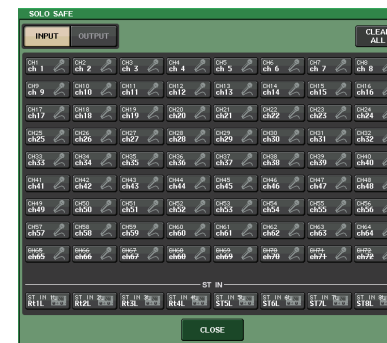 SOLO SAFE
INPUT OUTPUT CLEAR ALL
CH1 CH2 CH3 CH4 CH5 CH6 CH7 CH8
ch 1 ch 2 ch 3 ch 4 ch 5 ch 6 ch 7 ch 8
CH9 CH10 CH11 CH12 CH13 CH14 CH15 CH16
ch 9 ch10 ch11 ch12 ch13 ch14 ch15 ch16
CH17 CH18 CH19 CH20 CH21 CH22 CH23 CH24
ch17 ch18 ch19 ch20 ch21 ch22 ch23 ch24
CH25 CH26 CH27 CH28 CH29 CH30 CH31 CH32
ch25 ch26 ch27 ch28 ch29 ch30 ch31 ch32
CH33 CH34 CH35 CH36 CH37 CH38 CH39 CH40
ch33 ch34 ch35 ch36 ch37 ch38 ch39 ch40
CH41 CH42 CH43 CH44 CH45 CH46 CH47 CH48
ch41 ch42 ch43 ch44 ch45 ch46 ch47 ch48
CH49 CH50 CH51 CH52 CH53 CH54 CH55 CH56
ch49 ch50 ch51 ch52 ch53 ch54 ch55 ch56
CH57 CH58 CH59 CH60 CH61 CH62 CH63 CH64
ch57 ch58 ch59 ch60 ch61 ch62 ch63 ch64
CH65 CH66 CH67 CH68 CH69 CH70 CH71 CH72
ch65 ch66 ch67 ch68 ch69 ch70 ch71 ch72
ST IN
ST IN ST IN ST IN ST IN ST IN ST IN ST IN ST IN
Rt1L Rt2L Rt3L Rt4L ST5L ST6L ST7L ST8L
CLOSE